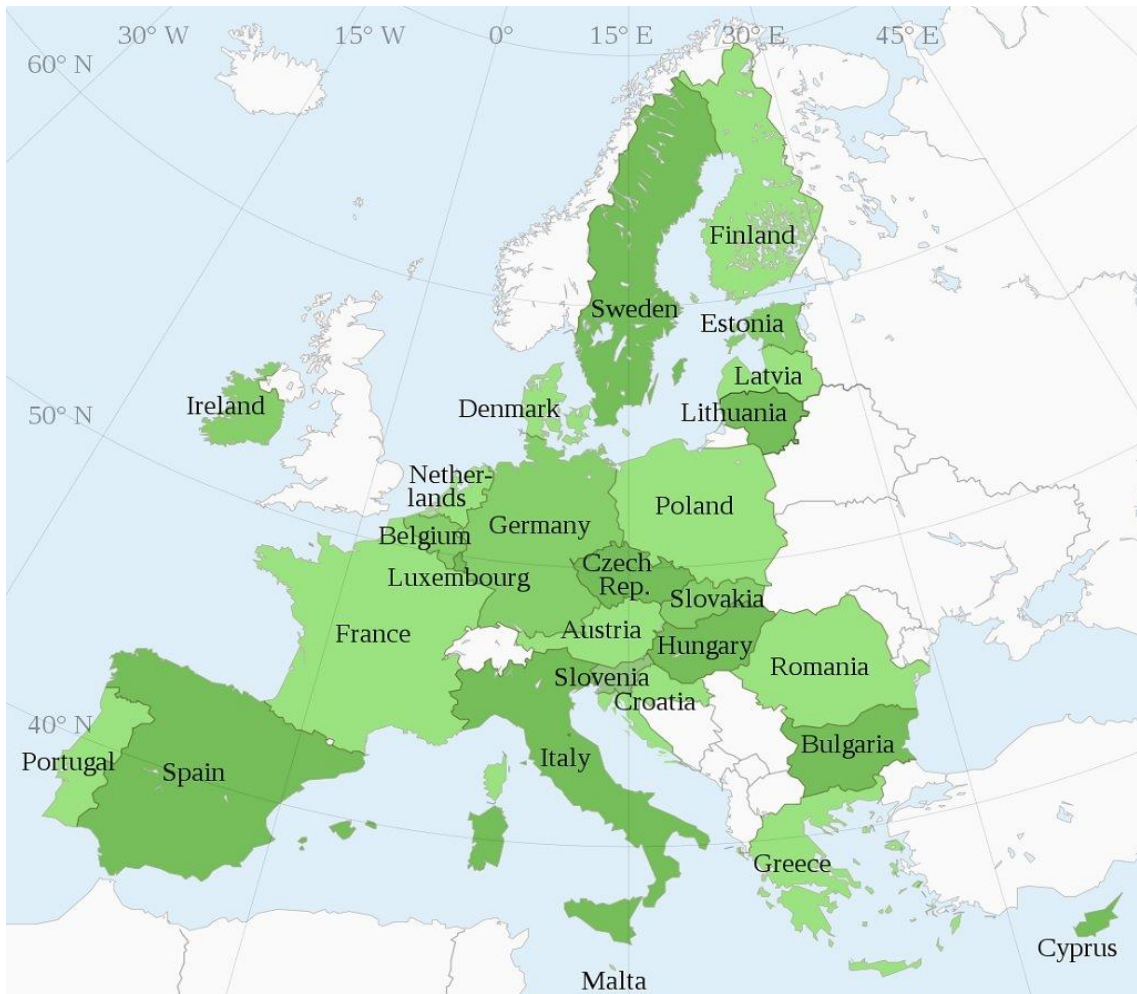 30° W
15° W
0°
15° E
30° E
45° E
60° N
Finland
Sweden
Estonia
Latvia
Ireland
Denmark
Lithuania
50° N
Nether-
lands
Poland
Germany
Belgium
Czech
Rep.
Luxembourg
Slovakia
France
Austria
Hungary
Romania
Slovenia
Croatia
40° N
Bulgaria
Portugal
Spain
Italy
Greece
Cyprus
Malta